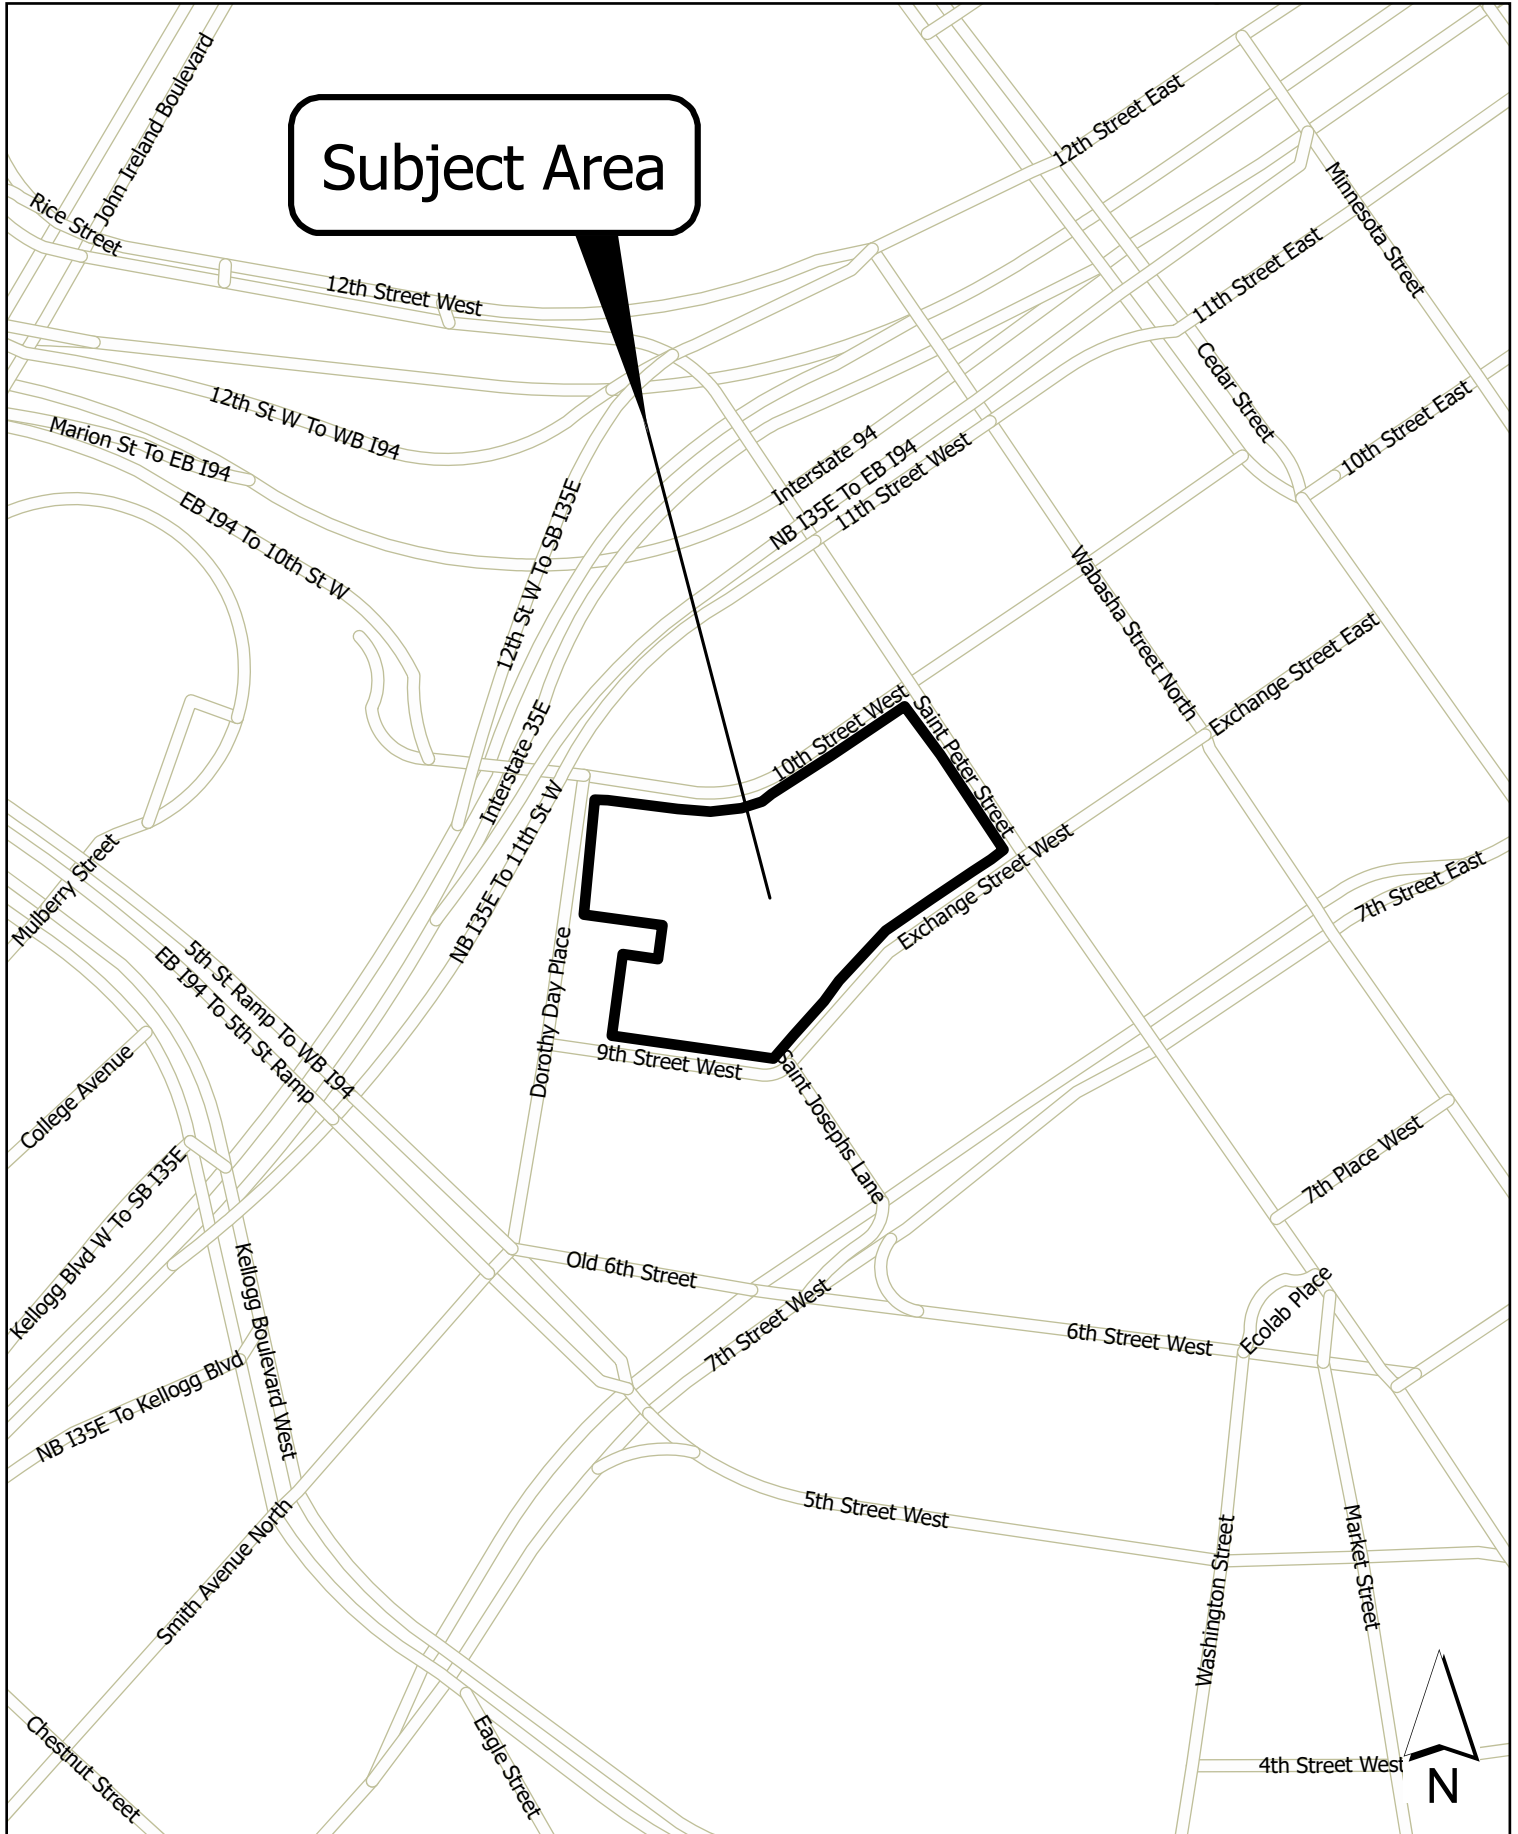 John Ireland Boulevard
Subject Area
12th Street East
Rice Street
Minnesota Street
12th Street West
11th Street East
Cedar Street
12th St W To WB I94
Marion St To EB I94
10th Street East
Interstate 94
NB I35E To EB I94
11th Street West
EB I94 To 10th St W
12th St W To SB I35E
Wabasha Street North
Exchange Street East
10th Street West
Saint Peter Street
Interstate 35E
NB I35E To 11th St W
Mulberry Street
Exchange Street West
7th Street East
5th St Ramp To WB I94
EB I94 To 5th St Ramp
Dorothy Day Place
9th Street West
College Avenue
Saint Josephs Lane
7th Place West
Kellogg Blvd W To SB I35E
Old 6th Street
Kellogg Boulevard West
7th Street West
Ecolab Place
6th Street West
NB I35E To Kellogg Blvd
5th Street West
Smith Avenue North
Washington Street
Market Street
Chestnut Street
Eagle Street
4th Street West
N